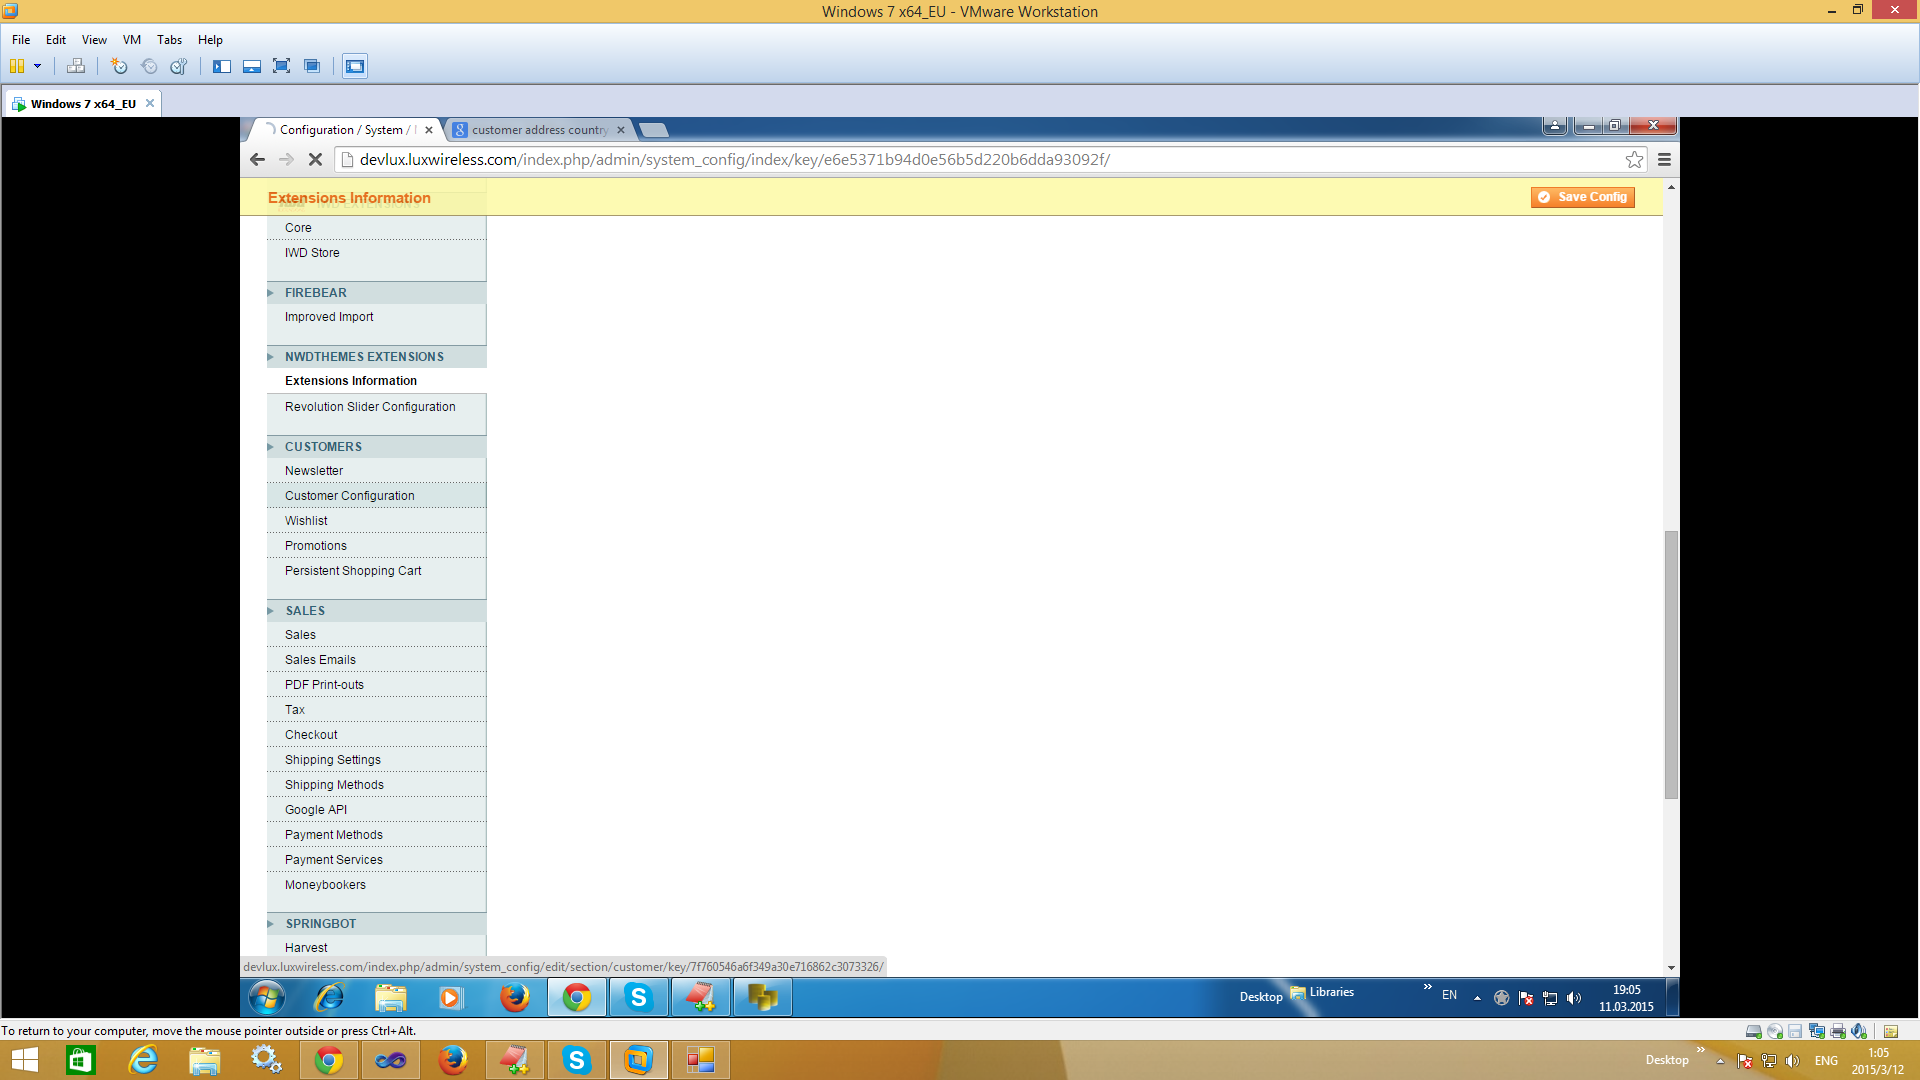 Windows 7 x64_EU - VMware Workstation
File Edit View VM Tabs Help
Windows 7 x64_EU
Configuration / System /
customer address country
devlux.luxwireless.com/index.php/admin/system_config/index/key/e6e5371b94d0e56b5d220b6dda93092f/
Extensions Information
Save Config
Core
IWD Store
FIREBEAR
Improved Import
NWDTHEMES EXTENSIONS
Extensions Information
Revolution Slider Configuration
CUSTOMERS
Newsletter
Customer Configuration
Wishlist
Promotions
Persistent Shopping Cart
SALES
Sales
Sales Emails
PDF Print-outs
Tax
Checkout
Shipping Settings
Shipping Methods
Google API
Payment Methods
Payment Services
Moneybookers
SPRINGBOT
Harvest
devlux.luxwireless.com/index.php/admin/system_config/edit/section/customer/key/7f760546a6f349a30e716862c3073326/
Desktop Libraries » EN 19:05
11.03.2015
To return to your computer, move the mouse pointer outside or press Ctrl+Alt.
Desktop » ENG 1:05
2015/3/12